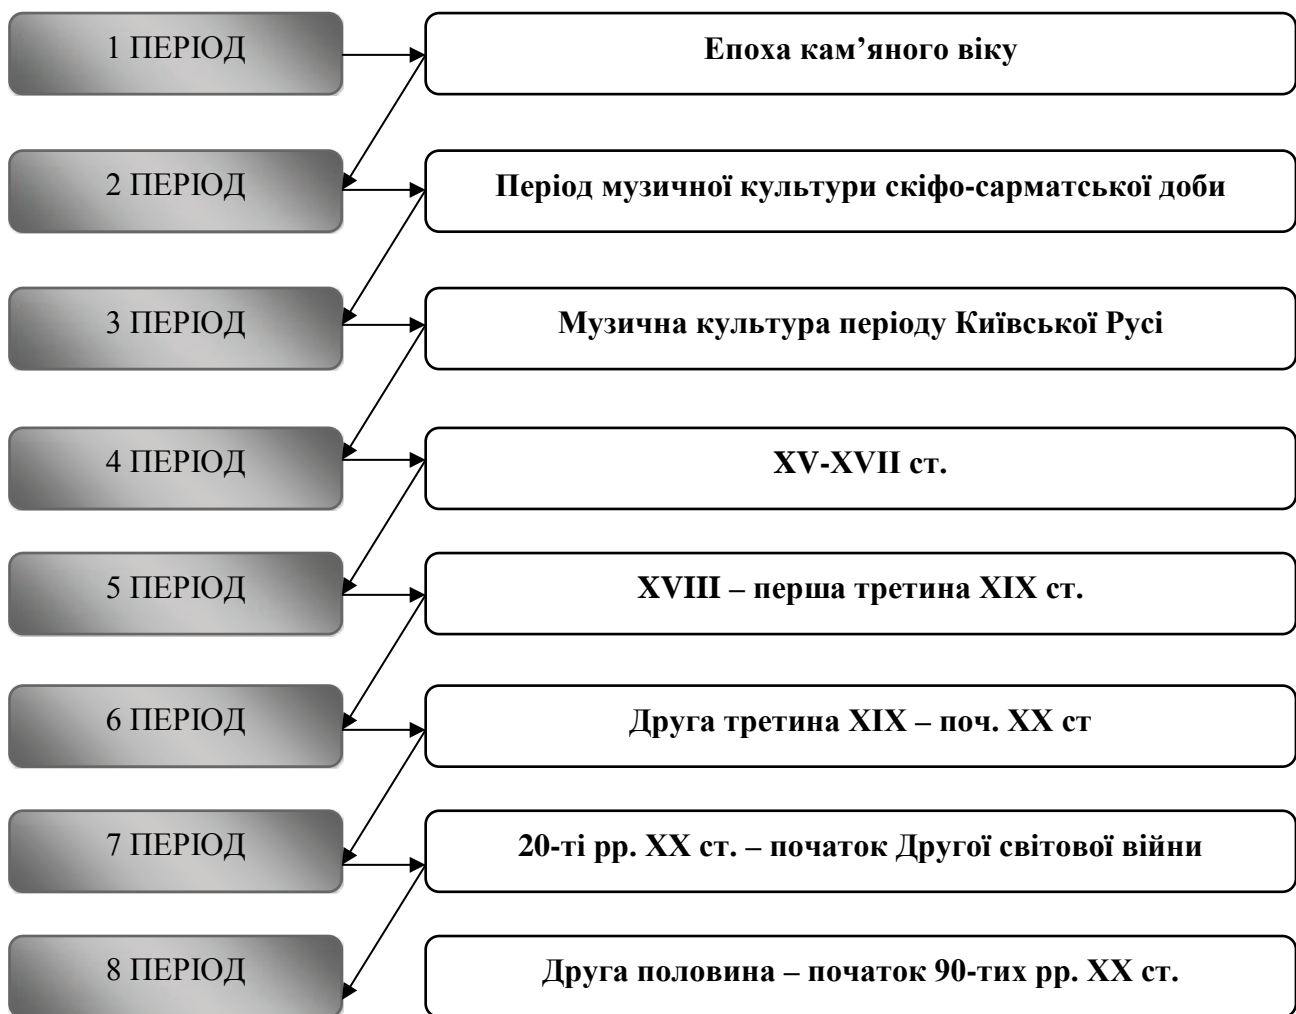 1 ПЕРІОД
Епоха кам’яного віку
2 ПЕРІОД
Період музичної культури скіфо-сарматської доби
3 ПЕРІОД
Музична культура періоду Київської Русі
4 ПЕРІОД
XV-XVII ст.
5 ПЕРІОД
XVIII – перша третина XIX ст.
6 ПЕРІОД
Друга третина XIX – поч. XX ст
7 ПЕРІОД
20-ті рр. XX ст. – початок Другої світової війни
8 ПЕРІОД
Друга половина – початок 90-тих рр. XX ст.